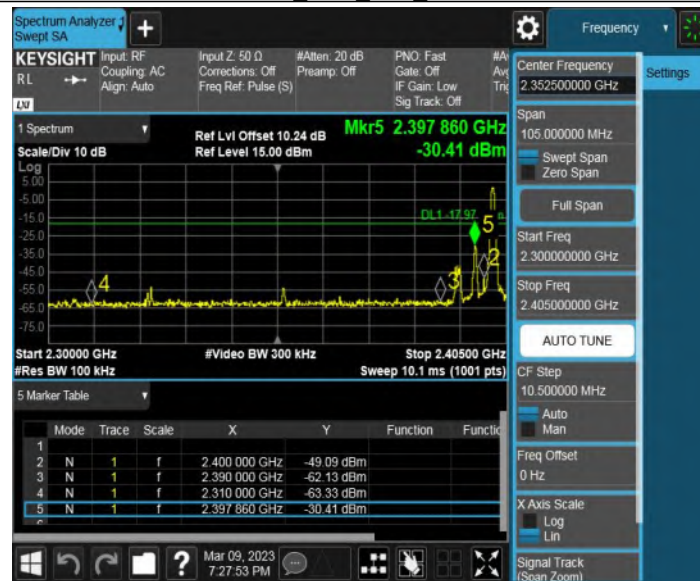 Spectrum Analyzer 1
Swept SA
+
Frequency
KEYSIGHT
RL
LXI
Input: RF
Coupling: AC
Align: Auto
Input Z: 50 Ω
Corrections: Off
Freq Ref: Pulse (S)
#Atten: 20 dB
Preamp: Off
PNO: Fast
Gate: Off
IF Gain: Low
Sig Track: Off
1 Spectrum
Scale/Div 10 dB
Ref Lvl Offset 10.24 dB
Ref Level 15.00 dBm
Mkr5 2.397 860 GHz
-30.41 dBm
Log
5.00
-5.00
-15.0
-25.0
-35.0
-45.0
-55.0
-65.0
-75.0
DL1 -17.97
5
2
3
4
Start 2.30000 GHz
#Video BW 300 kHz
Stop 2.40500 GHz
#Res BW 100 kHz
Sweep 10.1 ms (1001 pts)
5 Marker Table
Mode Trace Scale X Y Function
1
2 N 1 f 2.400 000 GHz -49.09 dBm
3 N 1 f 2.390 000 GHz -62.13 dBm
4 N 1 f 2.310 000 GHz -63.33 dBm
5 N 1 f 2.397 860 GHz -30.41 dBm
?
Mar 09, 2023
7:27:53 PM
Settings
Center Frequency
2.352500000 GHz
Span
105.000000 MHz
Swept Span
Zero Span
Full Span
Start Freq
2.300000000 GHz
Stop Freq
2.405000000 GHz
AUTO TUNE
CF Step
10.500000 MHz
Auto
Man
Freq Offset
0 Hz
X Axis Scale
Log
Lin
Signal Track
(Span Zoom)